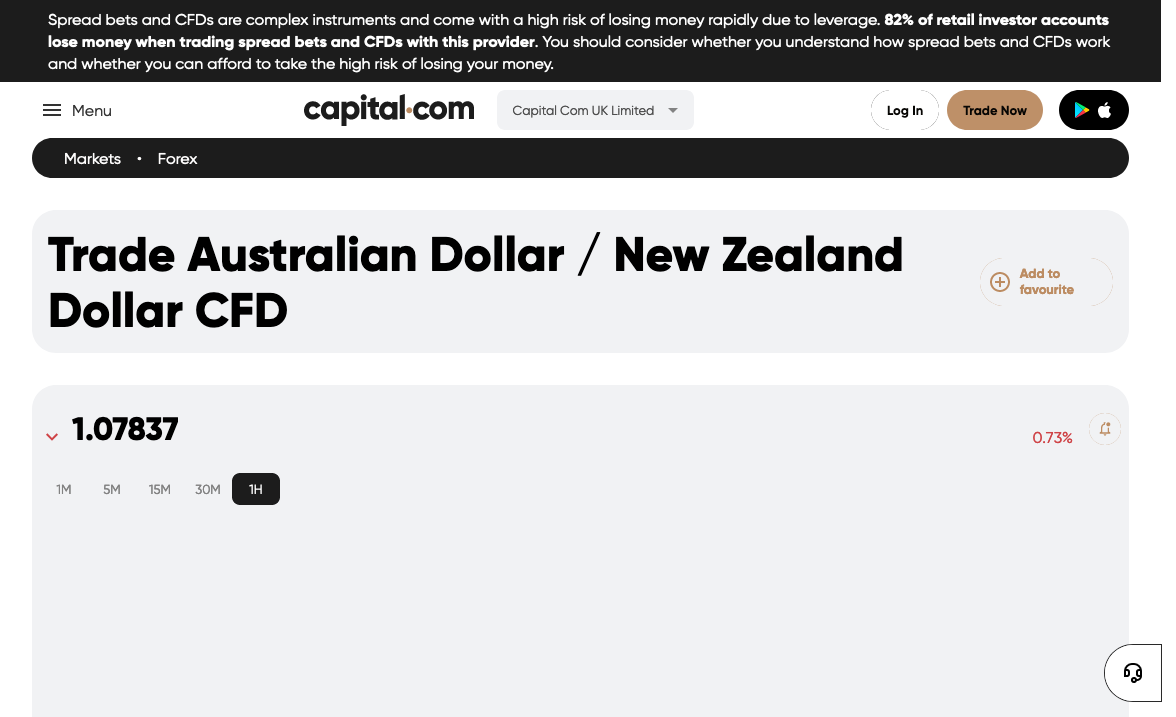 Spread bets and CFDs are complex instruments and come with a high risk of losing money rapidly due to leverage. 82% of retail investor accounts
lose money when trading spread bets and CFDs with this provider. You should consider whether you understand how spread bets and CFDs work
and whether you can afford to take the high risk of losing your money.
Menu
capital.com
Capital Com UK Limited
Log In
Trade Now
Markets • Forex
Trade Australian Dollar / New Zealand
Dollar CFD
Add to
favourite
1.07837
0.73%
1M 5M 15M 30M 1H